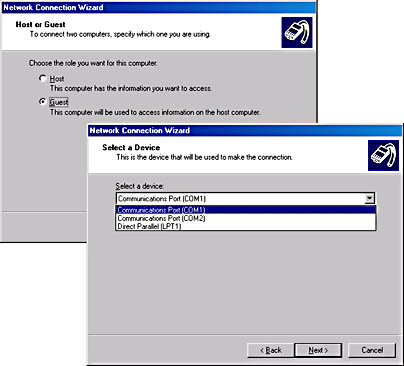 Network Connection Wizard
Host or Guest
To connect two computers, specify which one you are using.
Choose the role you want for this computer:
Host
This computer has the information you want to access.
Guest
This computer will be used to access information on the host computer.
Network Connection Wizard
Select a Device
This is the device that will be used to make the connection.
Select a device:
Communications Port (COM1)
Communications Port (COM1)
Communications Port (COM2)
Direct Parallel (LPT1)
< Back
Next >
Cancel